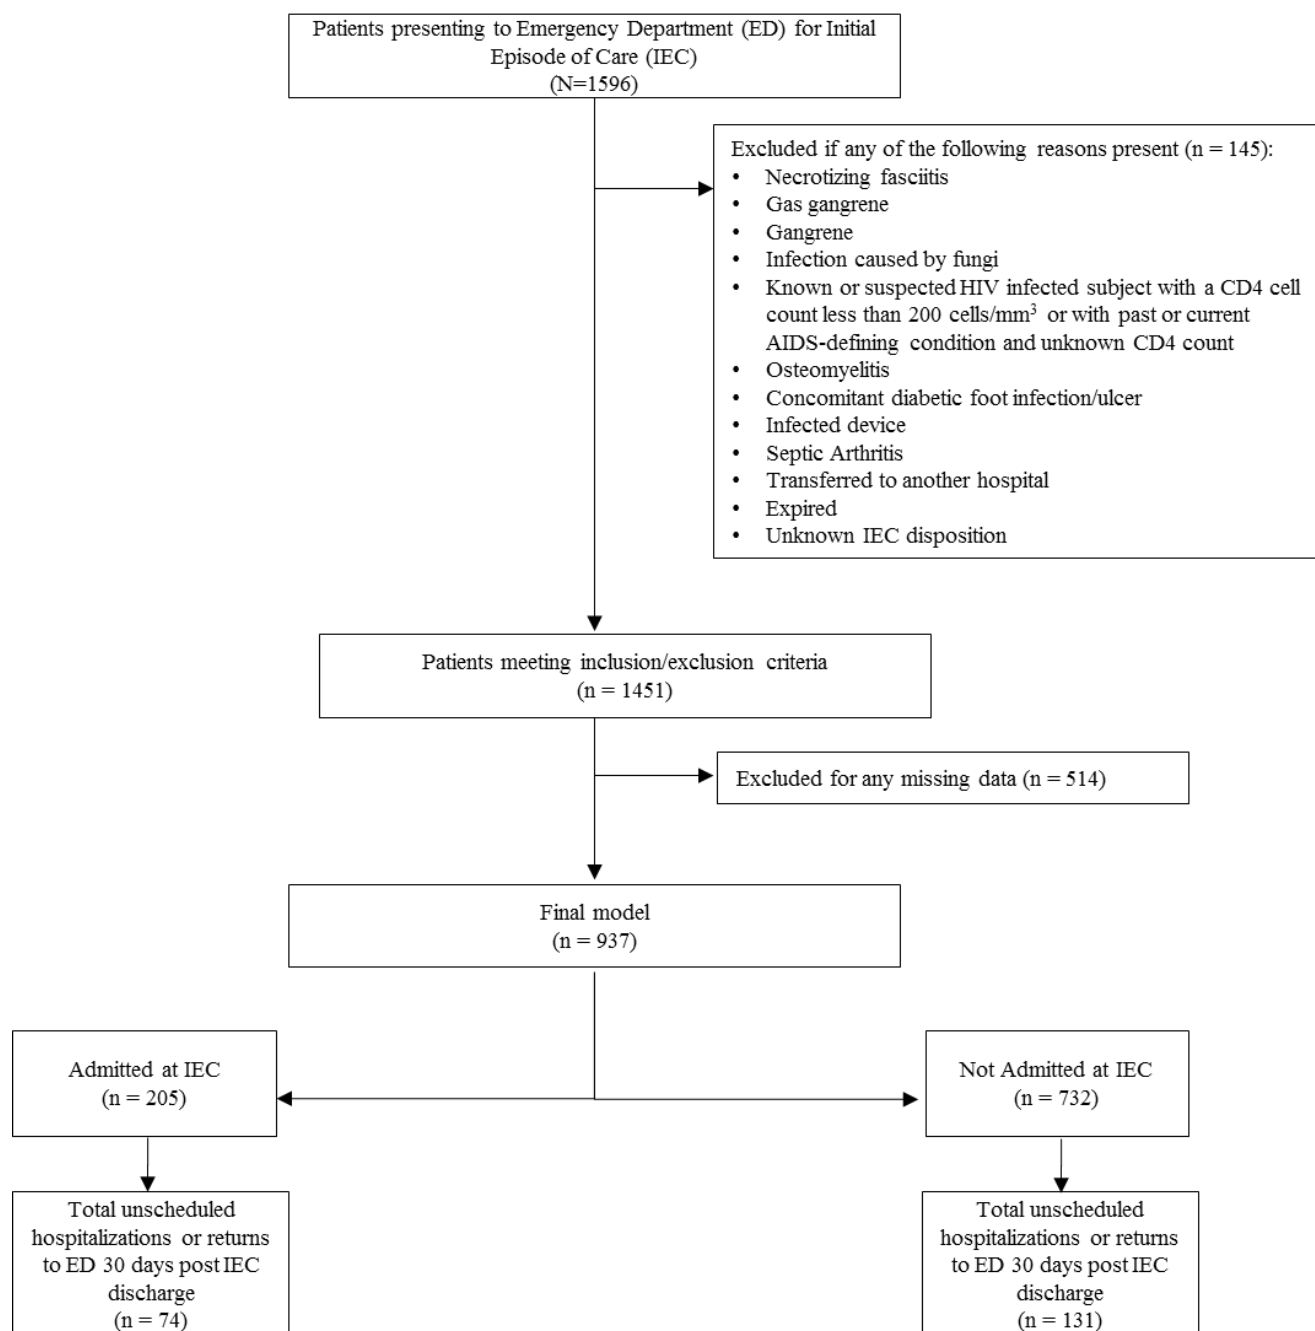 Patients presenting to Emergency Department (ED) for Initial
Episode of Care (IEC)
(N=1596)
Excluded if any of the following reasons present (n = 145):
• Necrotizing fasciitis
• Gas gangrene
• Gangrene
• Infection caused by fungi
• Known or suspected HIV infected subject with a CD4 cell
count less than 200 cells/mm³ or with past or current
AIDS-defining condition and unknown CD4 count
• Osteomyelitis
• Concomitant diabetic foot infection/ulcer
• Infected device
• Septic Arthritis
• Transferred to another hospital
• Expired
• Unknown IEC disposition
Patients meeting inclusion/exclusion criteria
(n = 1451)
Excluded for any missing data (n = 514)
Final model
(n = 937)
Admitted at IEC
(n = 205)
Not Admitted at IEC
(n = 732)
Total unscheduled
hospitalizations or returns
to ED 30 days post IEC
discharge
(n = 74)
Total unscheduled
hospitalizations or returns
to ED 30 days post IEC
discharge
(n = 131)